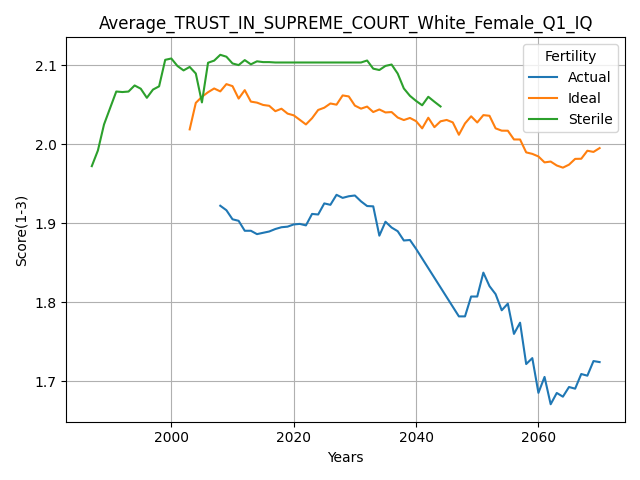 Average_TRUST_IN_SUPREME_COURT_White_Female_Q1_IQ
Fertility
Actual
Ideal
Sterile
Score(1-3)
2.1
2.0
1.9
1.8
1.7
2000 2020 2040 2060
Years